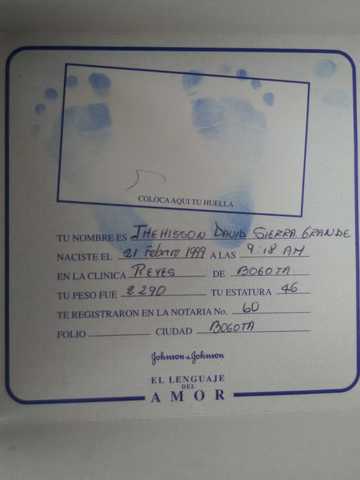 COLOCA AQUI TU HUELLA
TU NOMBRE ES JHEHISSON DAVID SIERRA GRANDE
NACISTE EL 21 Febrero 1999 A LAS 9:18 AM
EN LA CLINICA REYES DE BOGOTA
TU PESO FUE 2290 TU ESTATURA 46
TE REGISTRARON EN LA NOTARIA No. 60
FOLIO CIUDAD BOGOTA
Johnson & Johnson
EL LENGUAJE
DEL
AMOR